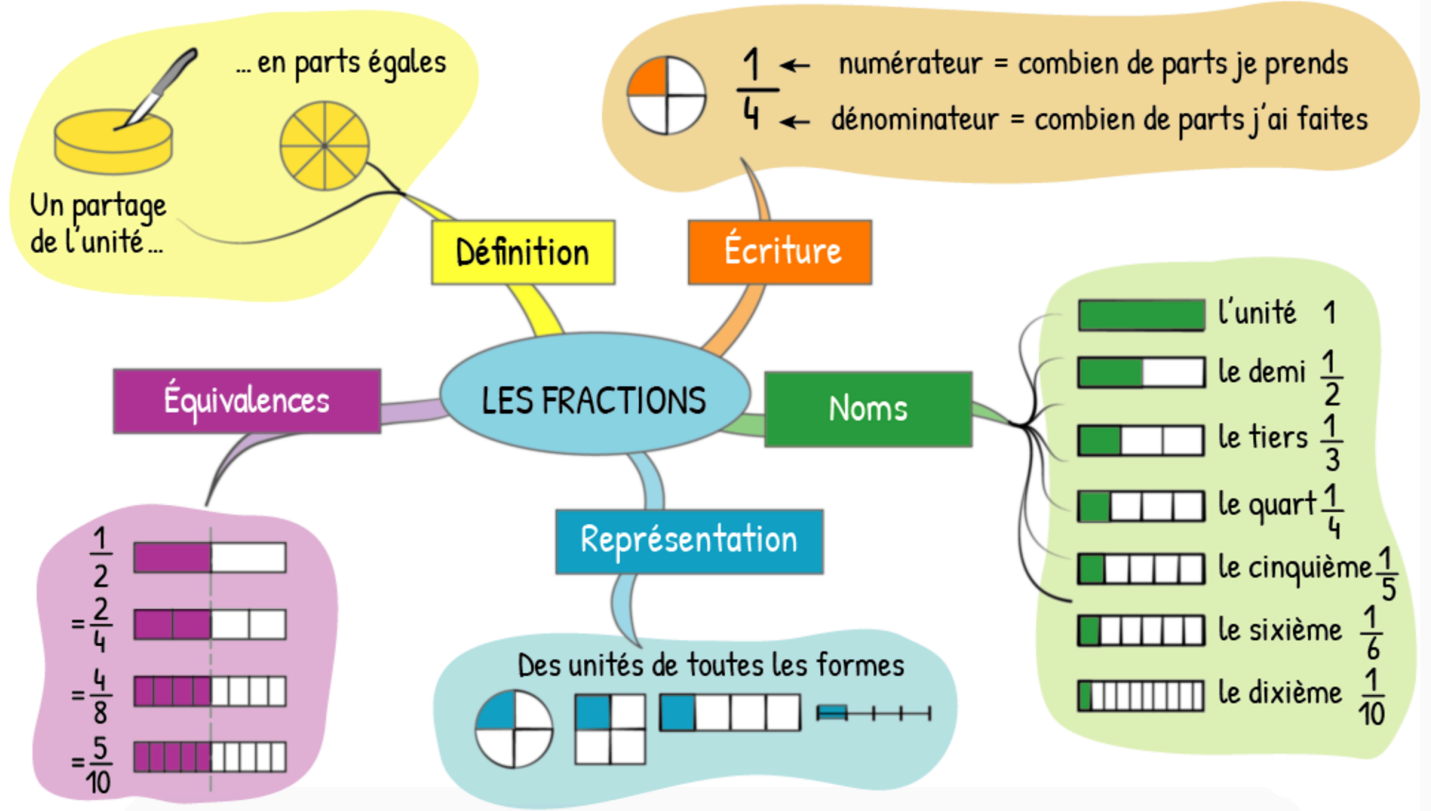 ... en parts égales
Un partage
de l'unité...
Définition
1
4
← numérateur = combien de parts je prends
← dénominateur = combien de parts j'ai faites
Écriture
LES FRACTIONS
Équivalences
1
2
= 2
4
= 4
8
= 5
10
Noms
l'unité 1
le demi 1
2
le tiers 1
3
le quart 1
4
le cinquième 1
5
le sixième 1
6
le dixième 1
10
Représentation
Des unités de toutes les formes